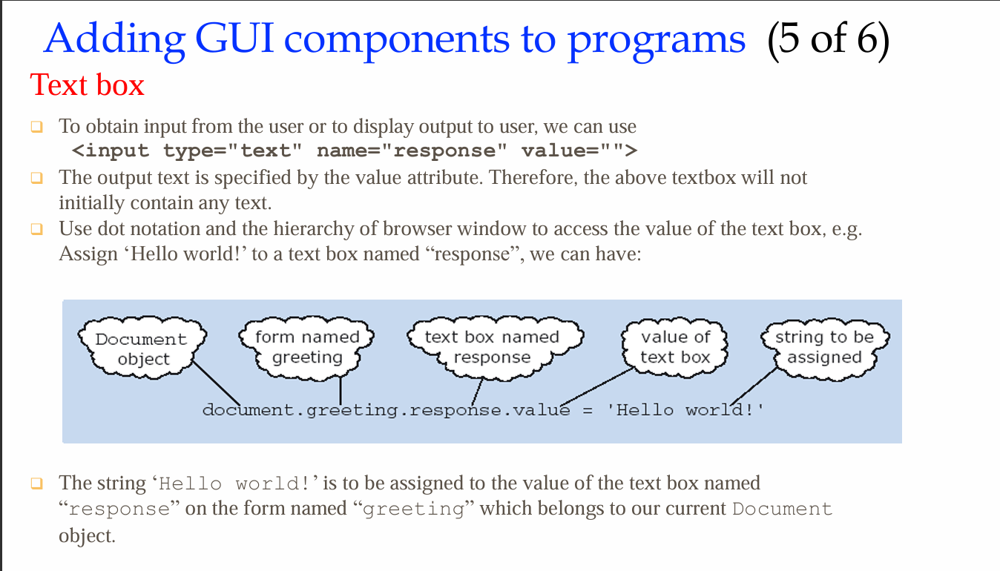 Adding GUI components to programs (5 of 6)
Text box
To obtain input from the user or to display output to user, we can use
<input type="text" name="response" value="">
The output text is specified by the value attribute. Therefore, the above textbox will not
initially contain any text.
Use dot notation and the hierarchy of browser window to access the value of the text box, e.g.
Assign ‘Hello world!’ to a text box named “response”, we can have:
Document
object
form named
greeting
text box named
response
value of
text box
string to be
assigned
document.greeting.response.value = 'Hello world!'
The string ‘Hello world!’ is to be assigned to the value of the text box named
“response” on the form named “greeting” which belongs to our current Document
object.